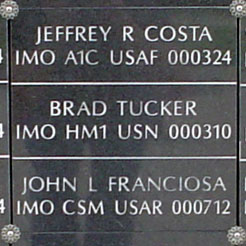 JEFFREY R COSTA
IMO A1C USAF 000324
BRAD TUCKER
IMO HM1 USN 000310
JOHN L FRANCIOSA
IMO CSM USAR 000712